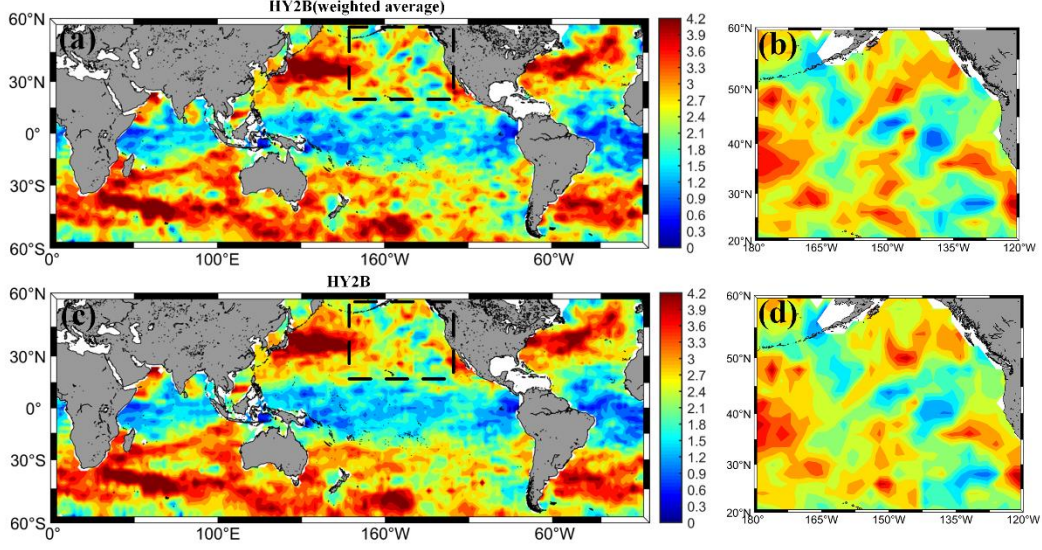 HY2B(weighted average)
(a)
60°N
30°N
0°
30°S
60°S
0°
100°E
160°W
60°W
4.2
3.9
3.6
3.3
3.0
2.7
2.4
2.1
1.8
1.5
1.2
0.9
0.6
0.3
0
(b)
60°N
50°N
40°N
30°N
20°N
180°
165°W
150°W
135°W
120°W
HY2B
(c)
60°N
30°N
0°
30°S
60°S
0°
100°E
160°W
60°W
4.2
3.9
3.6
3.3
3.0
2.7
2.4
2.1
1.8
1.5
1.2
0.9
0.6
0.3
0
(d)
60°N
50°N
40°N
30°N
20°N
180°
165°W
150°W
135°W
120°W